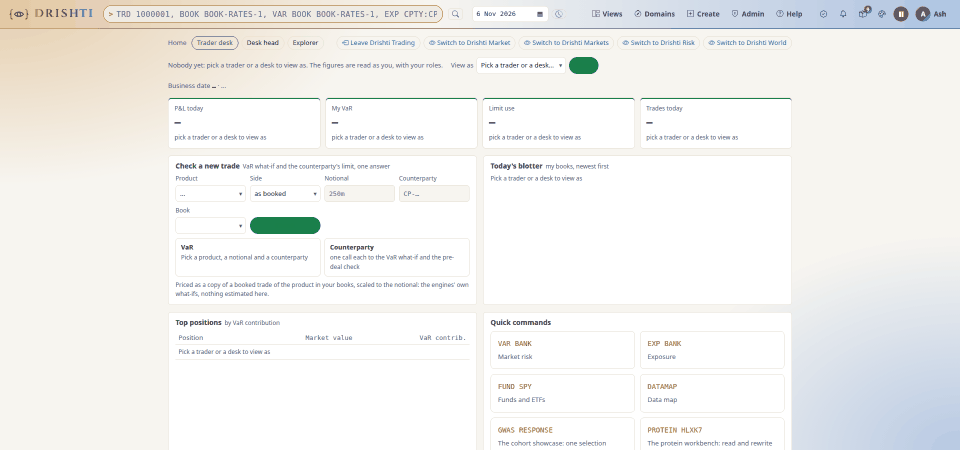 DRISHTI
> TRD 1000001, BOOK BOOK-RATES-1, VAR BOOK BOOK-RATES-1, EXP CPTY:CP
6 Nov 2026
Views
Domains
Create
Admin
Help
A
Ash
Home
Trader desk
Desk head
Explorer
Leave Drishti Trading
Switch to Drishti Market
Switch to Drishti Markets
Switch to Drishti Risk
Switch to Drishti World
Nobody yet: pick a trader or a desk to view as. The figures are read as you, with your roles.
View as
Pick a trader or a desk...
Business date … · …
P&L today
—
pick a trader or a desk to view as
My VaR
—
pick a trader or a desk to view as
Limit use
—
pick a trader or a desk to view as
Trades today
—
pick a trader or a desk to view as
Check a new trade VaR what-if and the counterparty's limit, one answer
Product
Side
Notional
Counterparty
...
as booked
250m
CP-…
Book
VaR
Pick a product, a notional and a counterparty
Counterparty
one call each to the VaR what-if and the pre-
deal check
Priced as a copy of a booked trade of the product in your books, scaled to the notional: the engines' own
what-ifs, nothing estimated here.
Today's blotter my books, newest first
Pick a trader or a desk to view as
Top positions by VaR contribution
Position
Market value
VaR contrib.
Pick a trader or a desk to view as
Quick commands
VAR BANK
Market risk
EXP BANK
Exposure
FUND SPY
Funds and ETFs
DATAMAP
Data map
GWAS RESPONSE
The cohort showcase: one selection
PROTEIN HLXK7
The protein workbench: read and rewrite